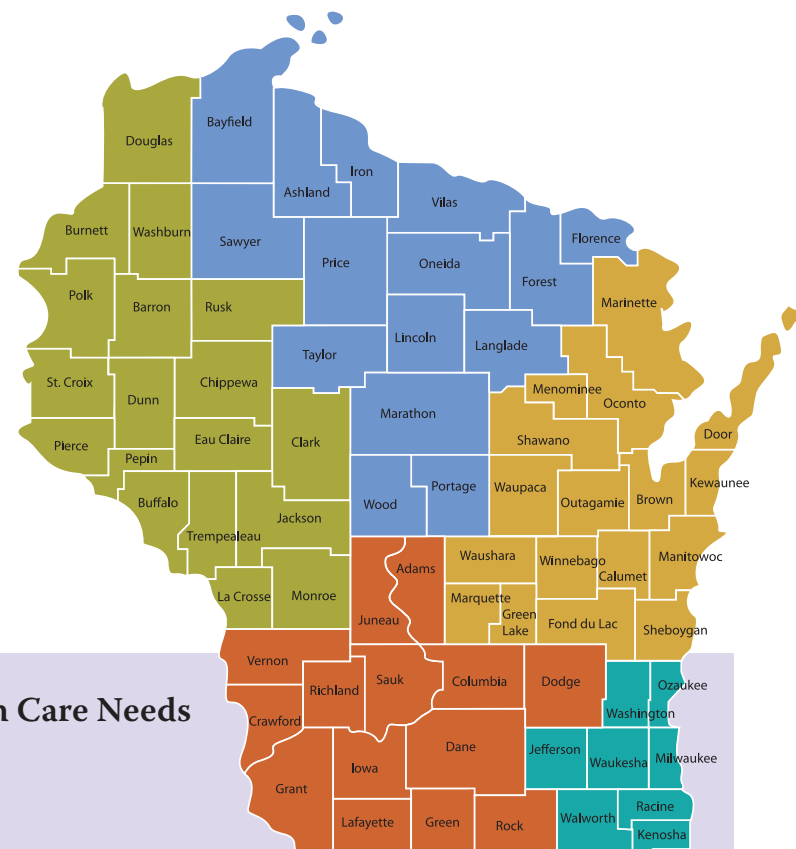 Bayfield
Douglas
Iron
Ashland
Vilas
Burnett
Washburn
Sawyer
Florence
Price
Oneida
Forest
Polk
Barron
Rusk
Marinette
Lincoln
Langlade
Taylor
St. Croix
Chippewa
Menominee
Dunn
Marathon
Oconto
Pierce
Eau Claire
Clark
Shawano
Door
Pepin
Kewaunee
Buffalo
Wood
Portage
Waupaca
Outagamie
Brown
Trempealeau
Jackson
Waushara
Winnebago
Manitowoc
Adams
Calumet
La Crosse
Monroe
Marquette
Juneau
Green
Lake
Fond du Lac
Sheboygan
Vernon
Richland
Sauk
Columbia
Dodge
Ozaukee
n Care Needs
Crawford
Washington
Dane
Jefferson
Waukesha
Milwaukee
Iowa
Grant
Racine
Lafayette
Green
Rock
Walworth
Kenosha